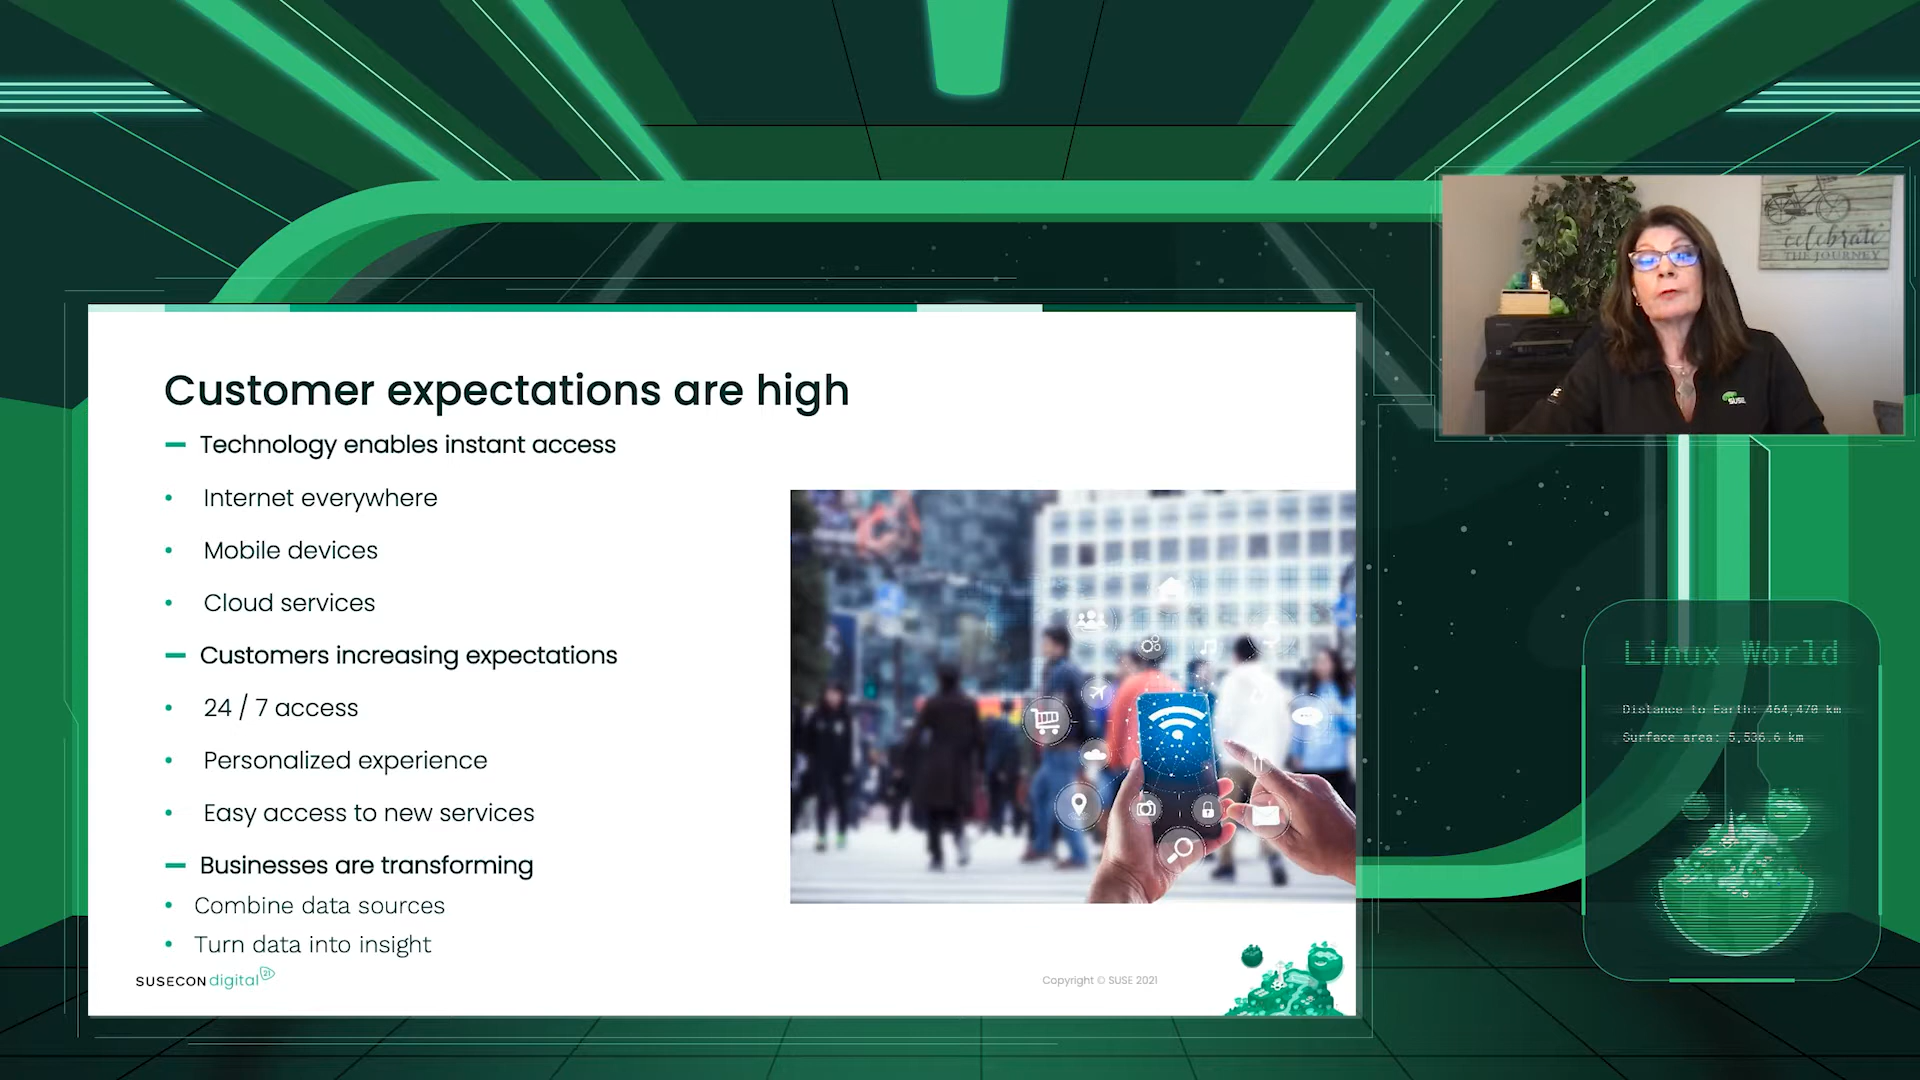 Customer expectations are high
Technology enables instant access
Internet everywhere
Mobile devices
Cloud services
Customers increasing expectations
24 / 7 access
Personalized experience
Easy access to new services
Businesses are transforming
Combine data sources
Turn data into insight
SUSECON digital 21
Copyright © SUSE 2021
celebrate
THE JOURNEY
SUSE
Linux World
Distance to Earth: 464,470 km
Surface area: 5,536.6 km